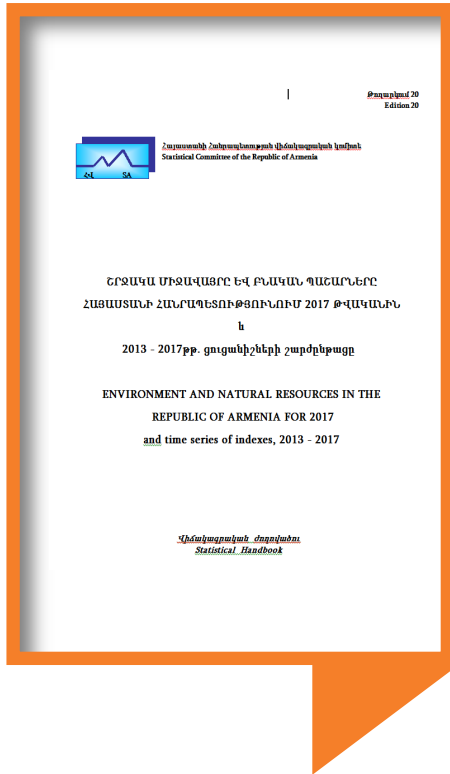 Թողարկում 20
Edition 20
Հայաստանի Հանրապետության վիճակագրական կոմիտե
Statistical Committee of the Republic of Armenia
ՀՎ SA
ՇՐՋԱԿԱ ՄԻՋԱՎԱՅՐԸ ԵՎ ԲՆԱԿԱՆ ՊԱՇԱՐՆԵՐԸ
ՀԱՅԱՍՏԱՆԻ ՀԱՆՐԱՊԵՏՈՒԹՅՈՒՆՈՒՄ 2017 ԹՎԱԿԱՆԻՆ
և
2013 - 2017թթ. ցուցանիշների շարժընթացը
ENVIRONMENT AND NATURAL RESOURCES IN THE
REPUBLIC OF ARMENIA FOR 2017
and time series of indexes, 2013 - 2017
Վիճակագրական ժողովածու
Statistical Handbook